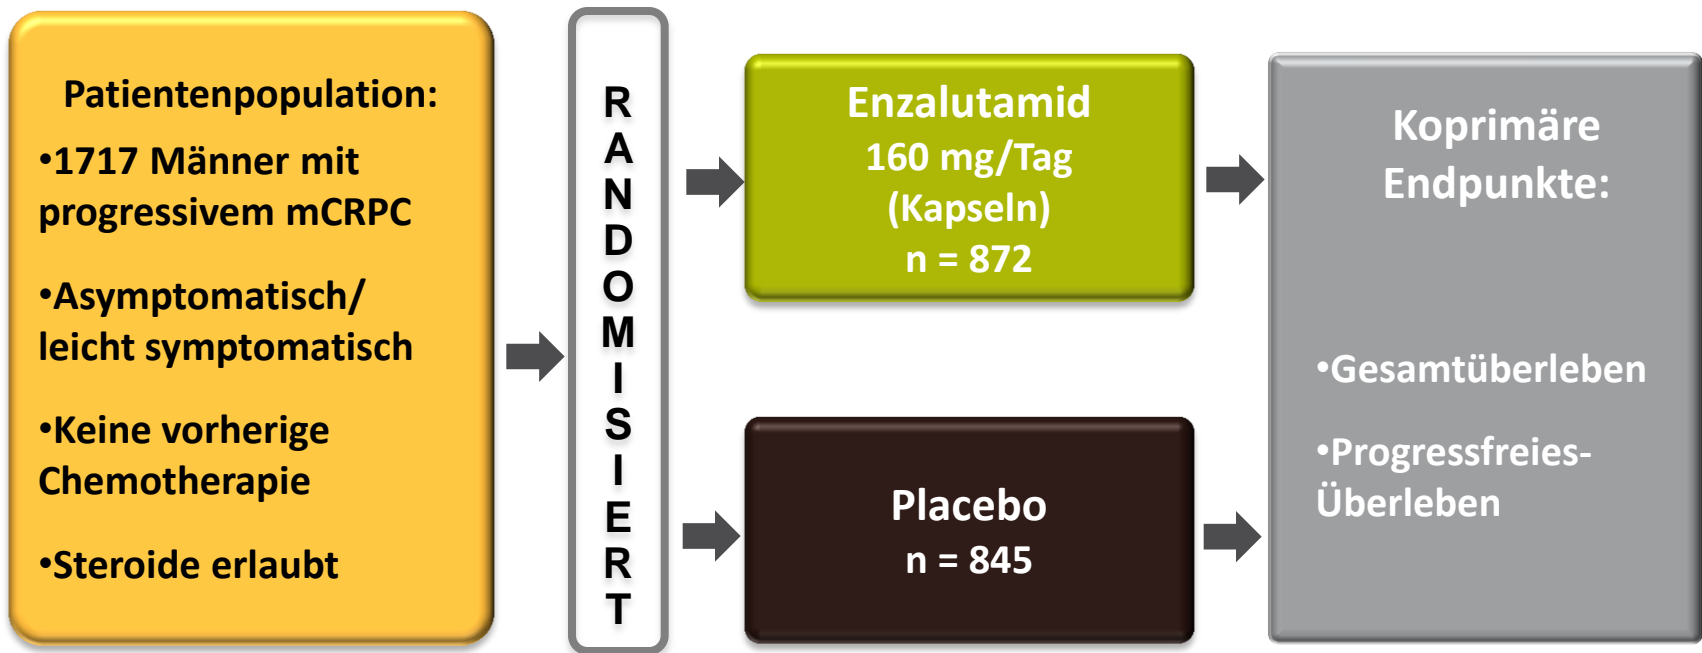 Patientenpopulation:
•1717 Männer mit
progressivem mCRPC
•Asymptomatisch/
leicht symptomatisch
•Keine vorherige
Chemotherapie
•Steroide erlaubt
R
A
N
D
O
M
I
S
I
E
R
T
Enzalutamid
160 mg/Tag
(Kapseln)
n = 872
Placebo
n = 845
Koprimäre
Endpunkte:
•Gesamtüberleben
•Progressfreies-
Überleben